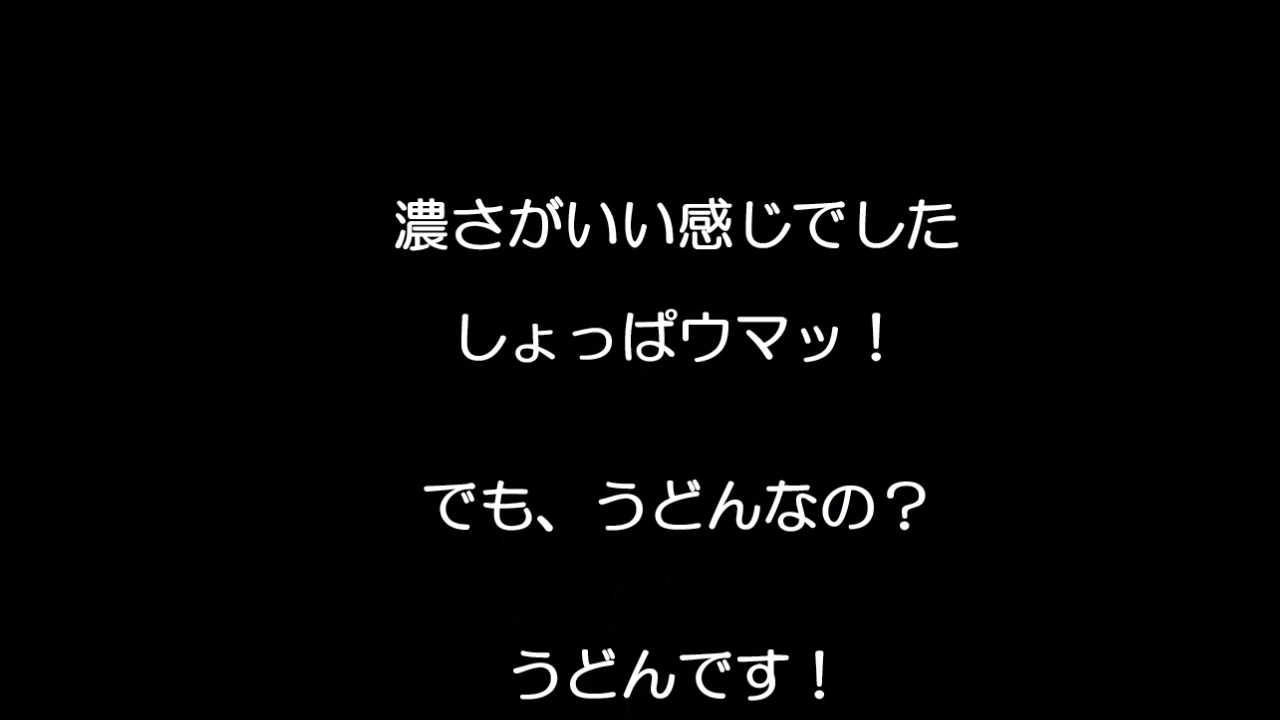 濃さがいい感じでした
しょっぱウマッ！
でも、うどんなの？
うどんです！